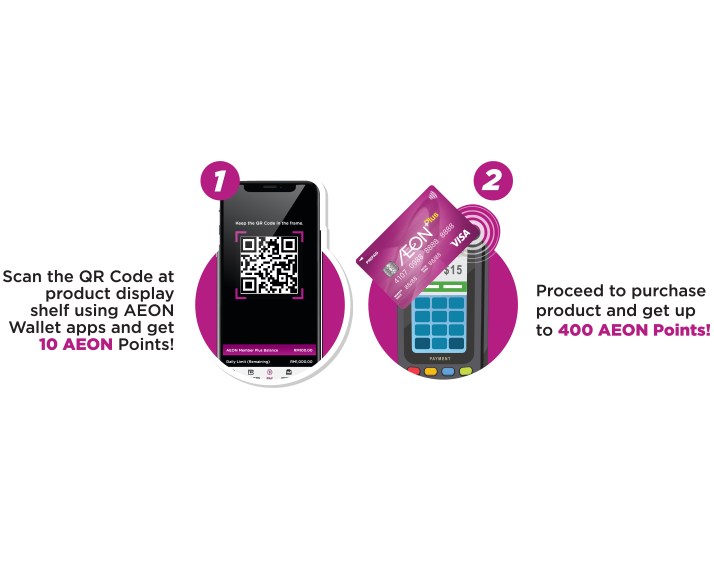 1
Keep the QR Code in the frame.
AEON Member Plus Balance RM100.00
Daily Limit (Remaining) RM1,000.00
PAY
Scan the QR Code at
product display
shelf using AEON
Wallet apps and get
10 AEON Points!
2
ÆON Plus
PREPAID
4107 0988 8888 8888
VISA
$15
PAYMENT
Proceed to purchase
product and get up
to 400 AEON Points!